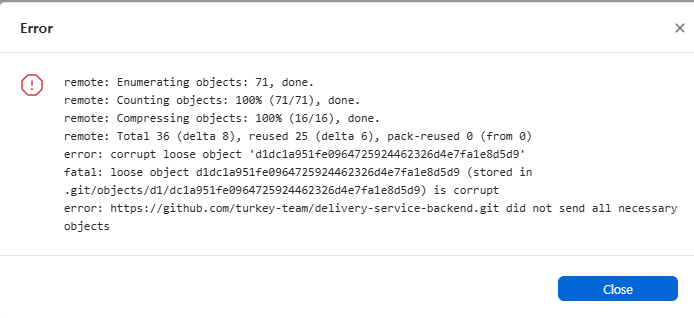 Error
remote: Enumerating objects: 71, done.
remote: Counting objects: 100% (71/71), done.
remote: Compressing objects: 100% (16/16), done.
remote: Total 36 (delta 8), reused 25 (delta 6), pack-reused 0 (from 0)
error: corrupt loose object 'd1dc1a951fe0964725924462326d4e7fa1e8d5d9'
fatal: loose object d1dc1a951fe0964725924462326d4e7fa1e8d5d9 (stored in
.git/objects/d1/dc1a951fe0964725924462326d4e7fa1e8d5d9) is corrupt
error: https://github.com/turkey-team/delivery-service-backend.git did not send all necessary
objects
Close